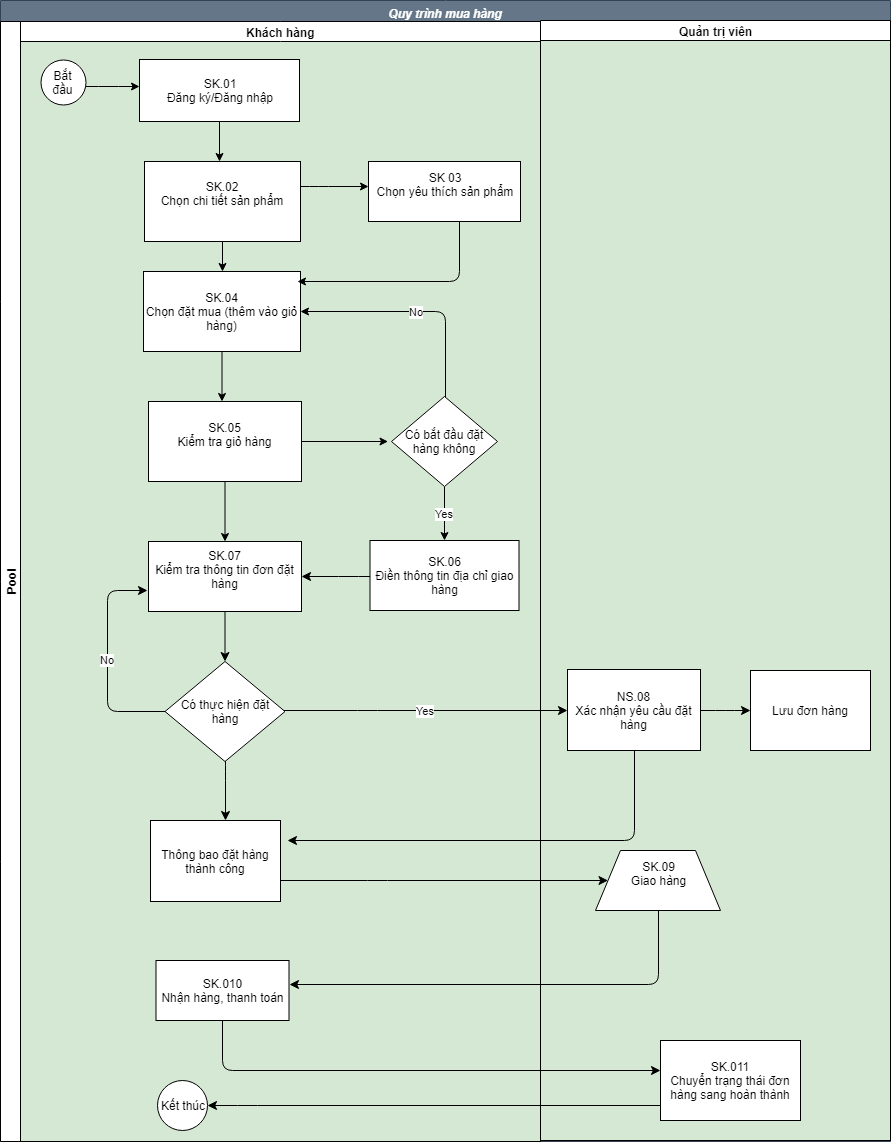 Quy trình mua hàng
Khách hàng
Quản trị viên
Pool
Bắt
đầu
SK.01
Đăng ký/Đăng nhập
SK.02
Chọn chi tiết sản phẩm
SK 03
Chọn yêu thích sản phẩm
SK.04
Chọn đặt mua (thêm vào giỏ
hàng)
No
SK.05
Kiểm tra giỏ hàng
Có bắt đầu đặt
hàng không
Yes
SK.07
Kiểm tra thông tin đơn đặt
hàng
SK.06
Điền thông tin địa chỉ giao
hàng
No
Có thực hiện đặt
hàng
Yes
NS.08
Xác nhận yêu cầu đặt
hàng
Lưu đơn hàng
Thông bao đặt hàng
thành công
SK.09
Giao hàng
SK.010
Nhận hàng, thanh toán
SK.011
Chuyển trạng thái đơn
hàng sang hoàn thành
Kết thúc